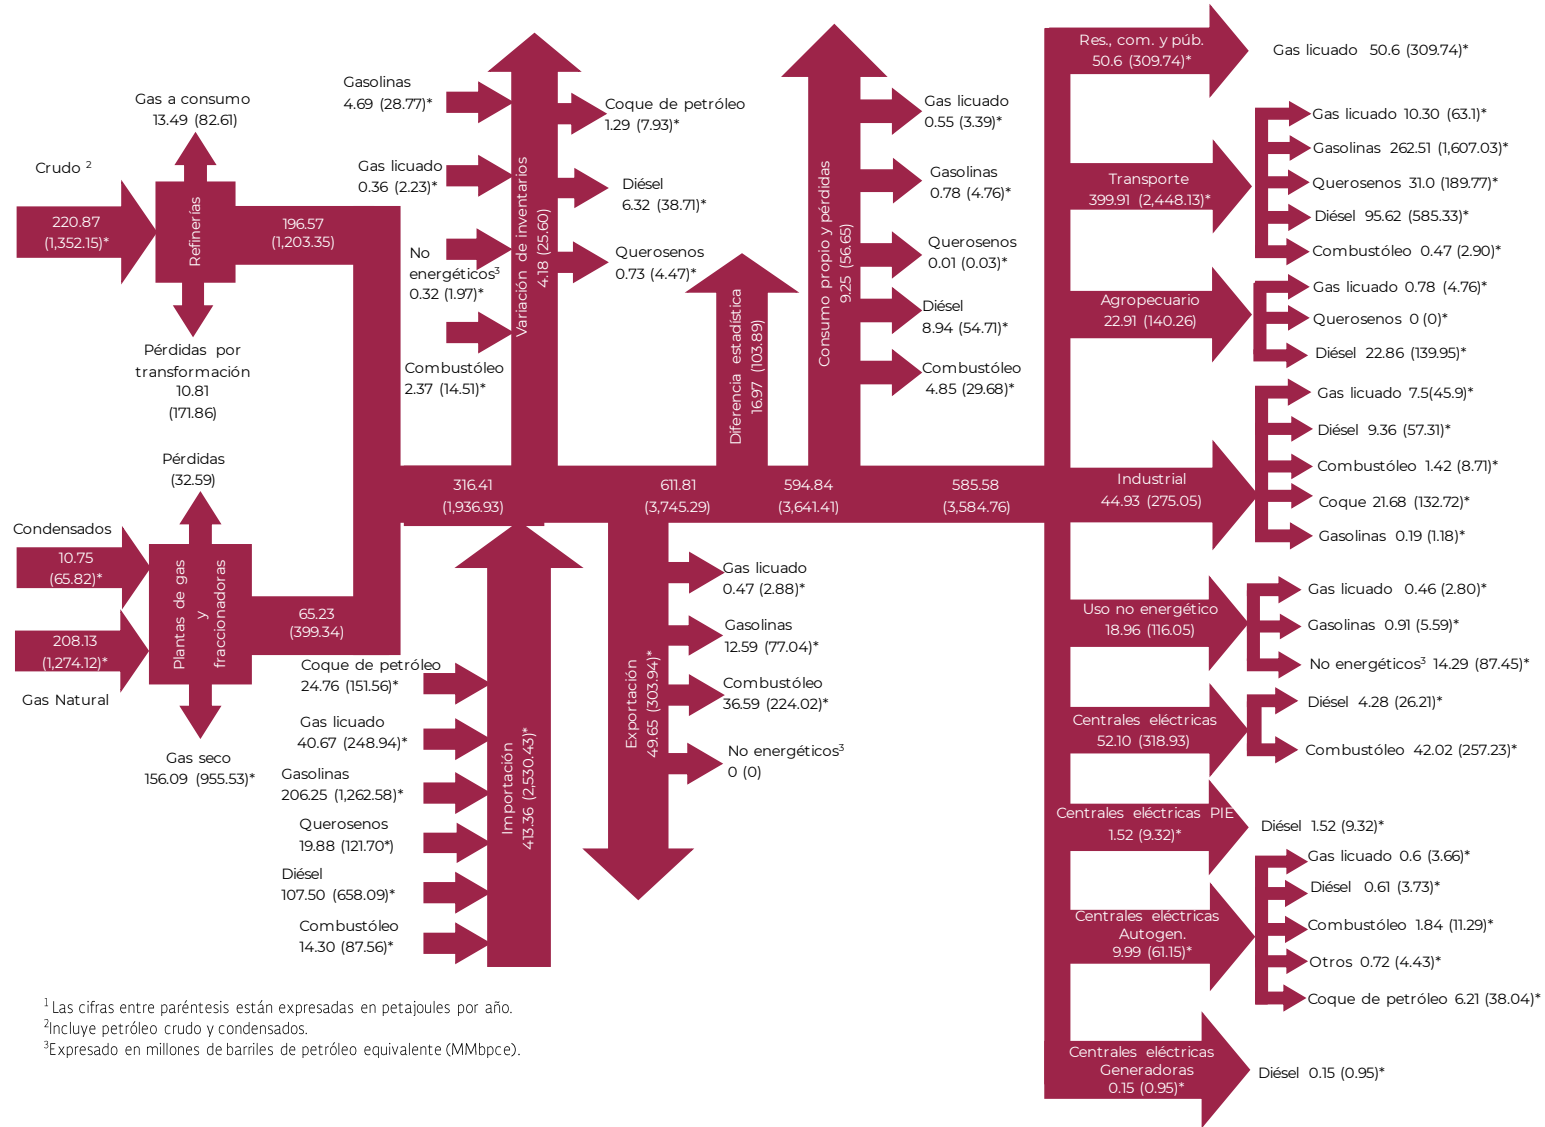 Gas a consumo
13.49 (82.61)
Crudo ²
220.87
(1,352.15)*
Refinerías
196.57
(1,203.35)
Pérdidas por
transformación
10.81
(171.86)
Pérdidas
(32.59)
Condensados
10.75
(65.82)*
208.13
(1,274.12)*
Gas Natural
Plantas de gas
y
fraccionadoras
65.23
(399.34)
Gas seco
156.09 (955.53)*
Gasolinas
4.69 (28.77)*
Gas licuado
0.36 (2.23)*
No
energéticos³
0.32 (1.97)*
Combustóleo
2.37 (14.51)*
Variación de inventarios
4.18 (25.60)
Coque de petróleo
1.29 (7.93)*
Diésel
6.32 (38.71)*
Querosenos
0.73 (4.47)*
316.41
(1,936.93)
Coque de petróleo
24.76 (151.56)*
Gas licuado
40.67 (248.94)*
Gasolinas
206.25 (1,262.58)*
Querosenos
19.88 (121.70*)
Diésel
107.50 (658.09)*
Combustóleo
14.30 (87.56)*
Importación
413.36 (2,530.43)*
611.81
(3,745.29)
Exportación
49.65 (303.94)*
Gas licuado
0.47 (2.88)*
Gasolinas
12.59 (77.04)*
Combustóleo
36.59 (224.02)*
No energéticos³
0 (0)
Diferencia estadística
16.97 (103.89)
594.84
(3,641.41)
Consumo propio y pérdidas
9.25 (56.65)
Gas licuado
0.55 (3.39)*
Gasolinas
0.78 (4.76)*
Querosenos
0.01 (0.03)*
Diésel
8.94 (54.71)*
Combustóleo
4.85 (29.68)*
585.58
(3,584.76)
Res., com. y púb.
50.6 (309.74)*
Gas licuado 50.6 (309.74)*
Transporte
399.91 (2,448.13)*
Gas licuado 10.30 (63.1)*
Gasolinas 262.51 (1,607.03)*
Querosenos 31.0 (189.77)*
Diésel 95.62 (585.33)*
Combustóleo 0.47 (2.90)*
Agropecuario
22.91 (140.26)
Gas licuado 0.78 (4.76)*
Querosenos 0 (0)*
Diésel 22.86 (139.95)*
Industrial
44.93 (275.05)
Gas licuado 7.5(45.9)*
Diésel 9.36 (57.31)*
Combustóleo 1.42 (8.71)*
Coque 21.68 (132.72)*
Gasolinas 0.19 (1.18)*
Uso no energético
18.96 (116.05)
Gas licuado 0.46 (2.80)*
Gasolinas 0.91 (5.59)*
No energéticos³ 14.29 (87.45)*
Centrales eléctricas
52.10 (318.93)
Diésel 4.28 (26.21)*
Combustóleo 42.02 (257.23)*
Centrales eléctricas PIE
1.52 (9.32)*
Diésel 1.52 (9.32)*
Centrales eléctricas
Autogen.
9.99 (61.15)*
Gas licuado 0.6 (3.66)*
Diésel 0.61 (3.73)*
Combustóleo 1.84 (11.29)*
Otros 0.72 (4.43)*
Coque de petróleo 6.21 (38.04)*
Centrales eléctricas
Generadoras
0.15 (0.95)*
Diésel 0.15 (0.95)*
¹ Las cifras entre paréntesis están expresadas en petajoules por año.
²Incluye petróleo crudo y condensados.
³Expresado en millones de barriles de petróleo equivalente (MMbpce).